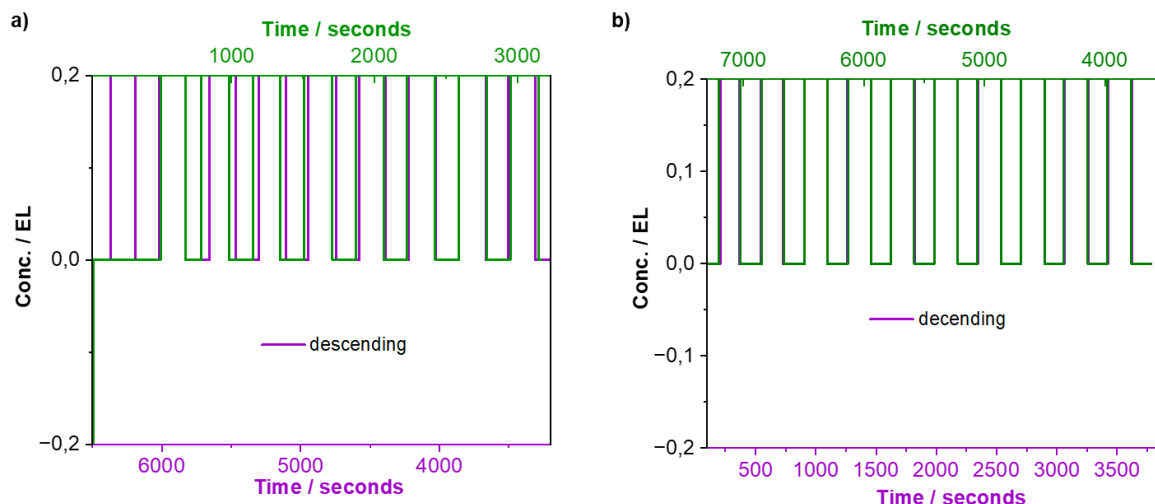 a)
Time / seconds
1000 2000 3000
0,2
0,0
−0,2
Conc. / EL
descending
6000 5000 4000
Time / seconds
b)
Time / seconds
7000 6000 5000 4000
0,2
0,1
0,0
−0,1
−0,2
Conc. / EL
decending
500 1000 1500 2000 2500 3000 3500
Time / seconds